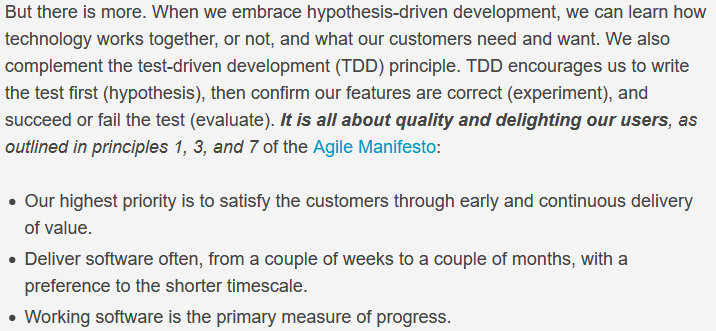 But there is more. When we embrace hypothesis-driven development, we can learn how
technology works together, or not, and what our customers need and want. We also
complement the test-driven development (TDD) principle. TDD encourages us to write
the test first (hypothesis), then confirm our features are correct (experiment), and
succeed or fail the test (evaluate). It is all about quality and delighting our users, as
outlined in principles 1, 3, and 7 of the Agile Manifesto:
• Our highest priority is to satisfy the customers through early and continuous delivery
of value.
• Deliver software often, from a couple of weeks to a couple of months, with a
preference to the shorter timescale.
• Working software is the primary measure of progress.